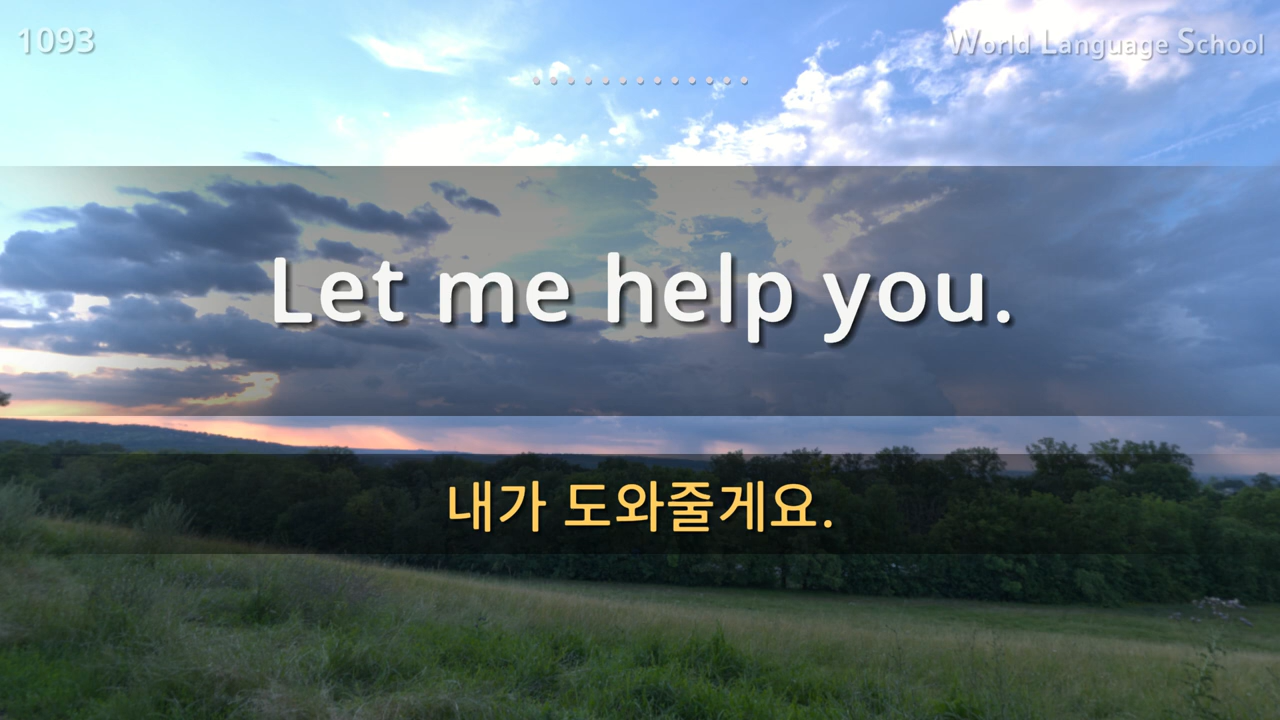 1093
World Language School
Let me help you.
내가 도와줄게요.